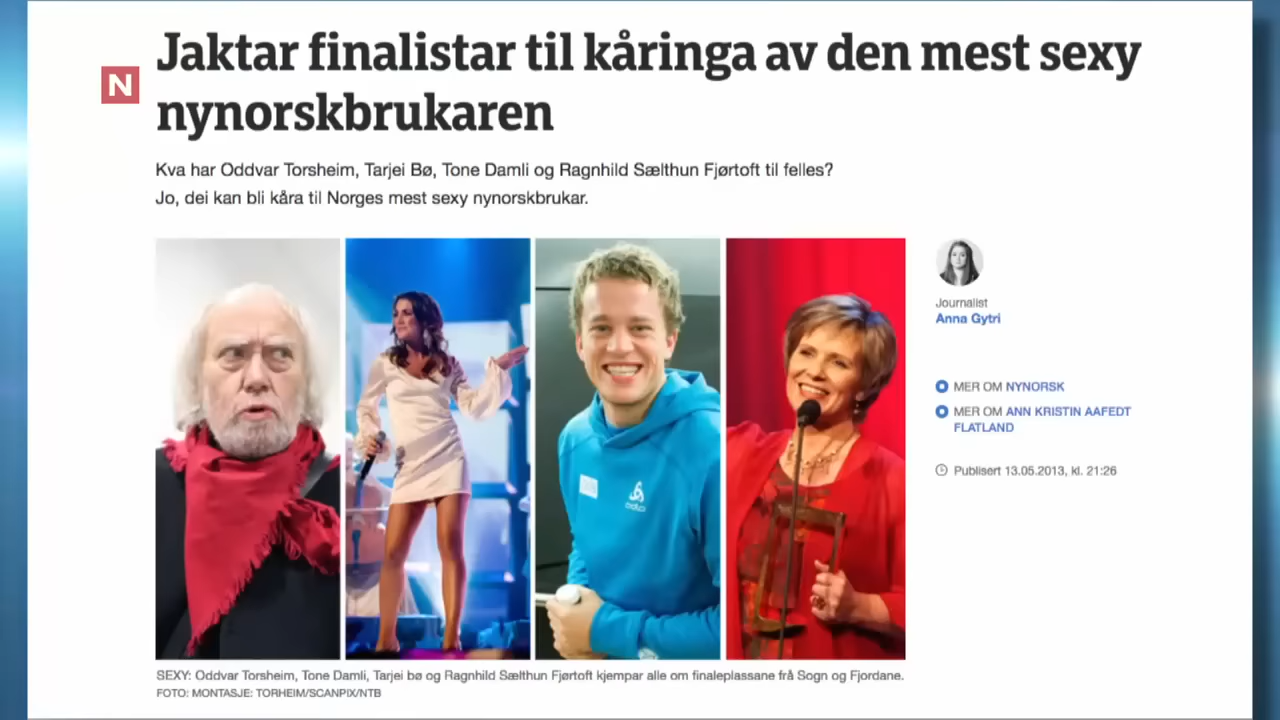 N
Jaktar finalistar til kåringa av den mest sexy
nynorskbrukaren
Kva har Oddvar Torsheim, Tarjei Bø, Tone Damli og Ragnhild Sælthun Fjørtoft til felles?
Jo, dei kan bli kåra til Norges mest sexy nynorskbrukar.
Journalist
Anna Gytri
MER OM NYNORSK
MER OM ANN KRISTIN AAFEDT
FLATLAND
Publisert 13.05.2013, kl. 21:26
odlo
SEXY: Oddvar Torsheim, Tone Damli, Tarjei bø og Ragnhild Sælthun Fjørtoft kjempar alle om finaleplassane frå Sogn og Fjordane.
FOTO: MONTASJE: TORHEIM/SCANPIX/NTB